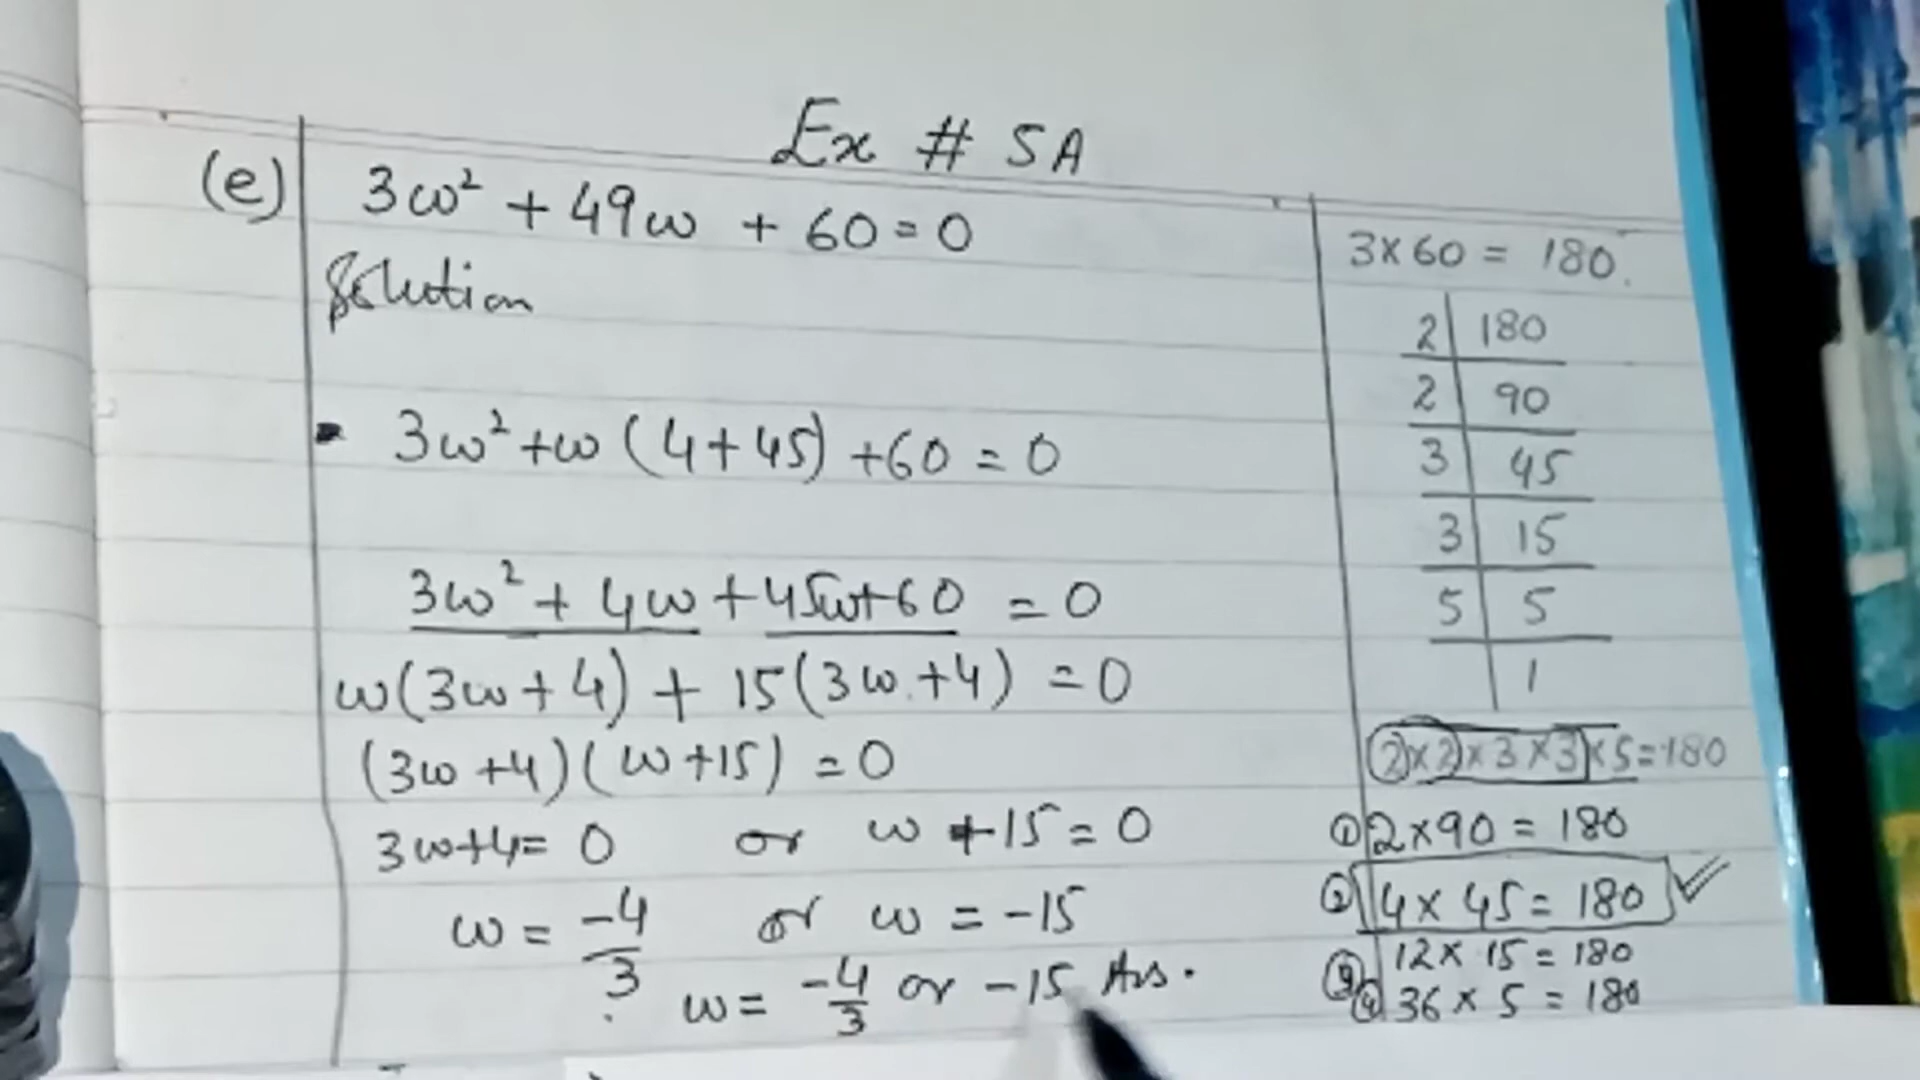 Ex # 5A
(e) 3w² + 49w + 60 = 0
Solution
3w² + w (4 + 45) + 60 = 0
3w² + 4w + 45w + 60 = 0
w(3w + 4) + 15(3w + 4) = 0
(3w + 4)(w + 15) = 0
3w + 4 = 0 or w + 15 = 0
w = -4/3 or w = -15
w = -4/3 or -15 Ans.
3 × 60 = 180.
2 | 180
2 | 90
3 | 45
3 | 15
5 | 5
| 1
2 × 2 × 3 × 3 × 5 = 180
① 2 × 90 = 180
② 4 × 45 = 180 ✓
③ 12 × 15 = 180
④ 36 × 5 = 180